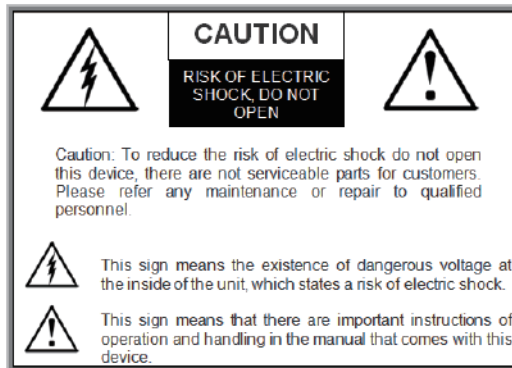 CAUTION
RISK OF ELECTRIC
SHOCK, DO NOT
OPEN
Caution: To reduce the risk of electric shock do not open
this device, there are not serviceable parts for customers.
Please refer any maintenance or repair to qualified
personnel.
This sign means the existence of dangerous voltage at
the inside of the unit, which states a risk of electric shock.
This sign means that there are important instructions of
operation and handling in the manual that comes with this
device.